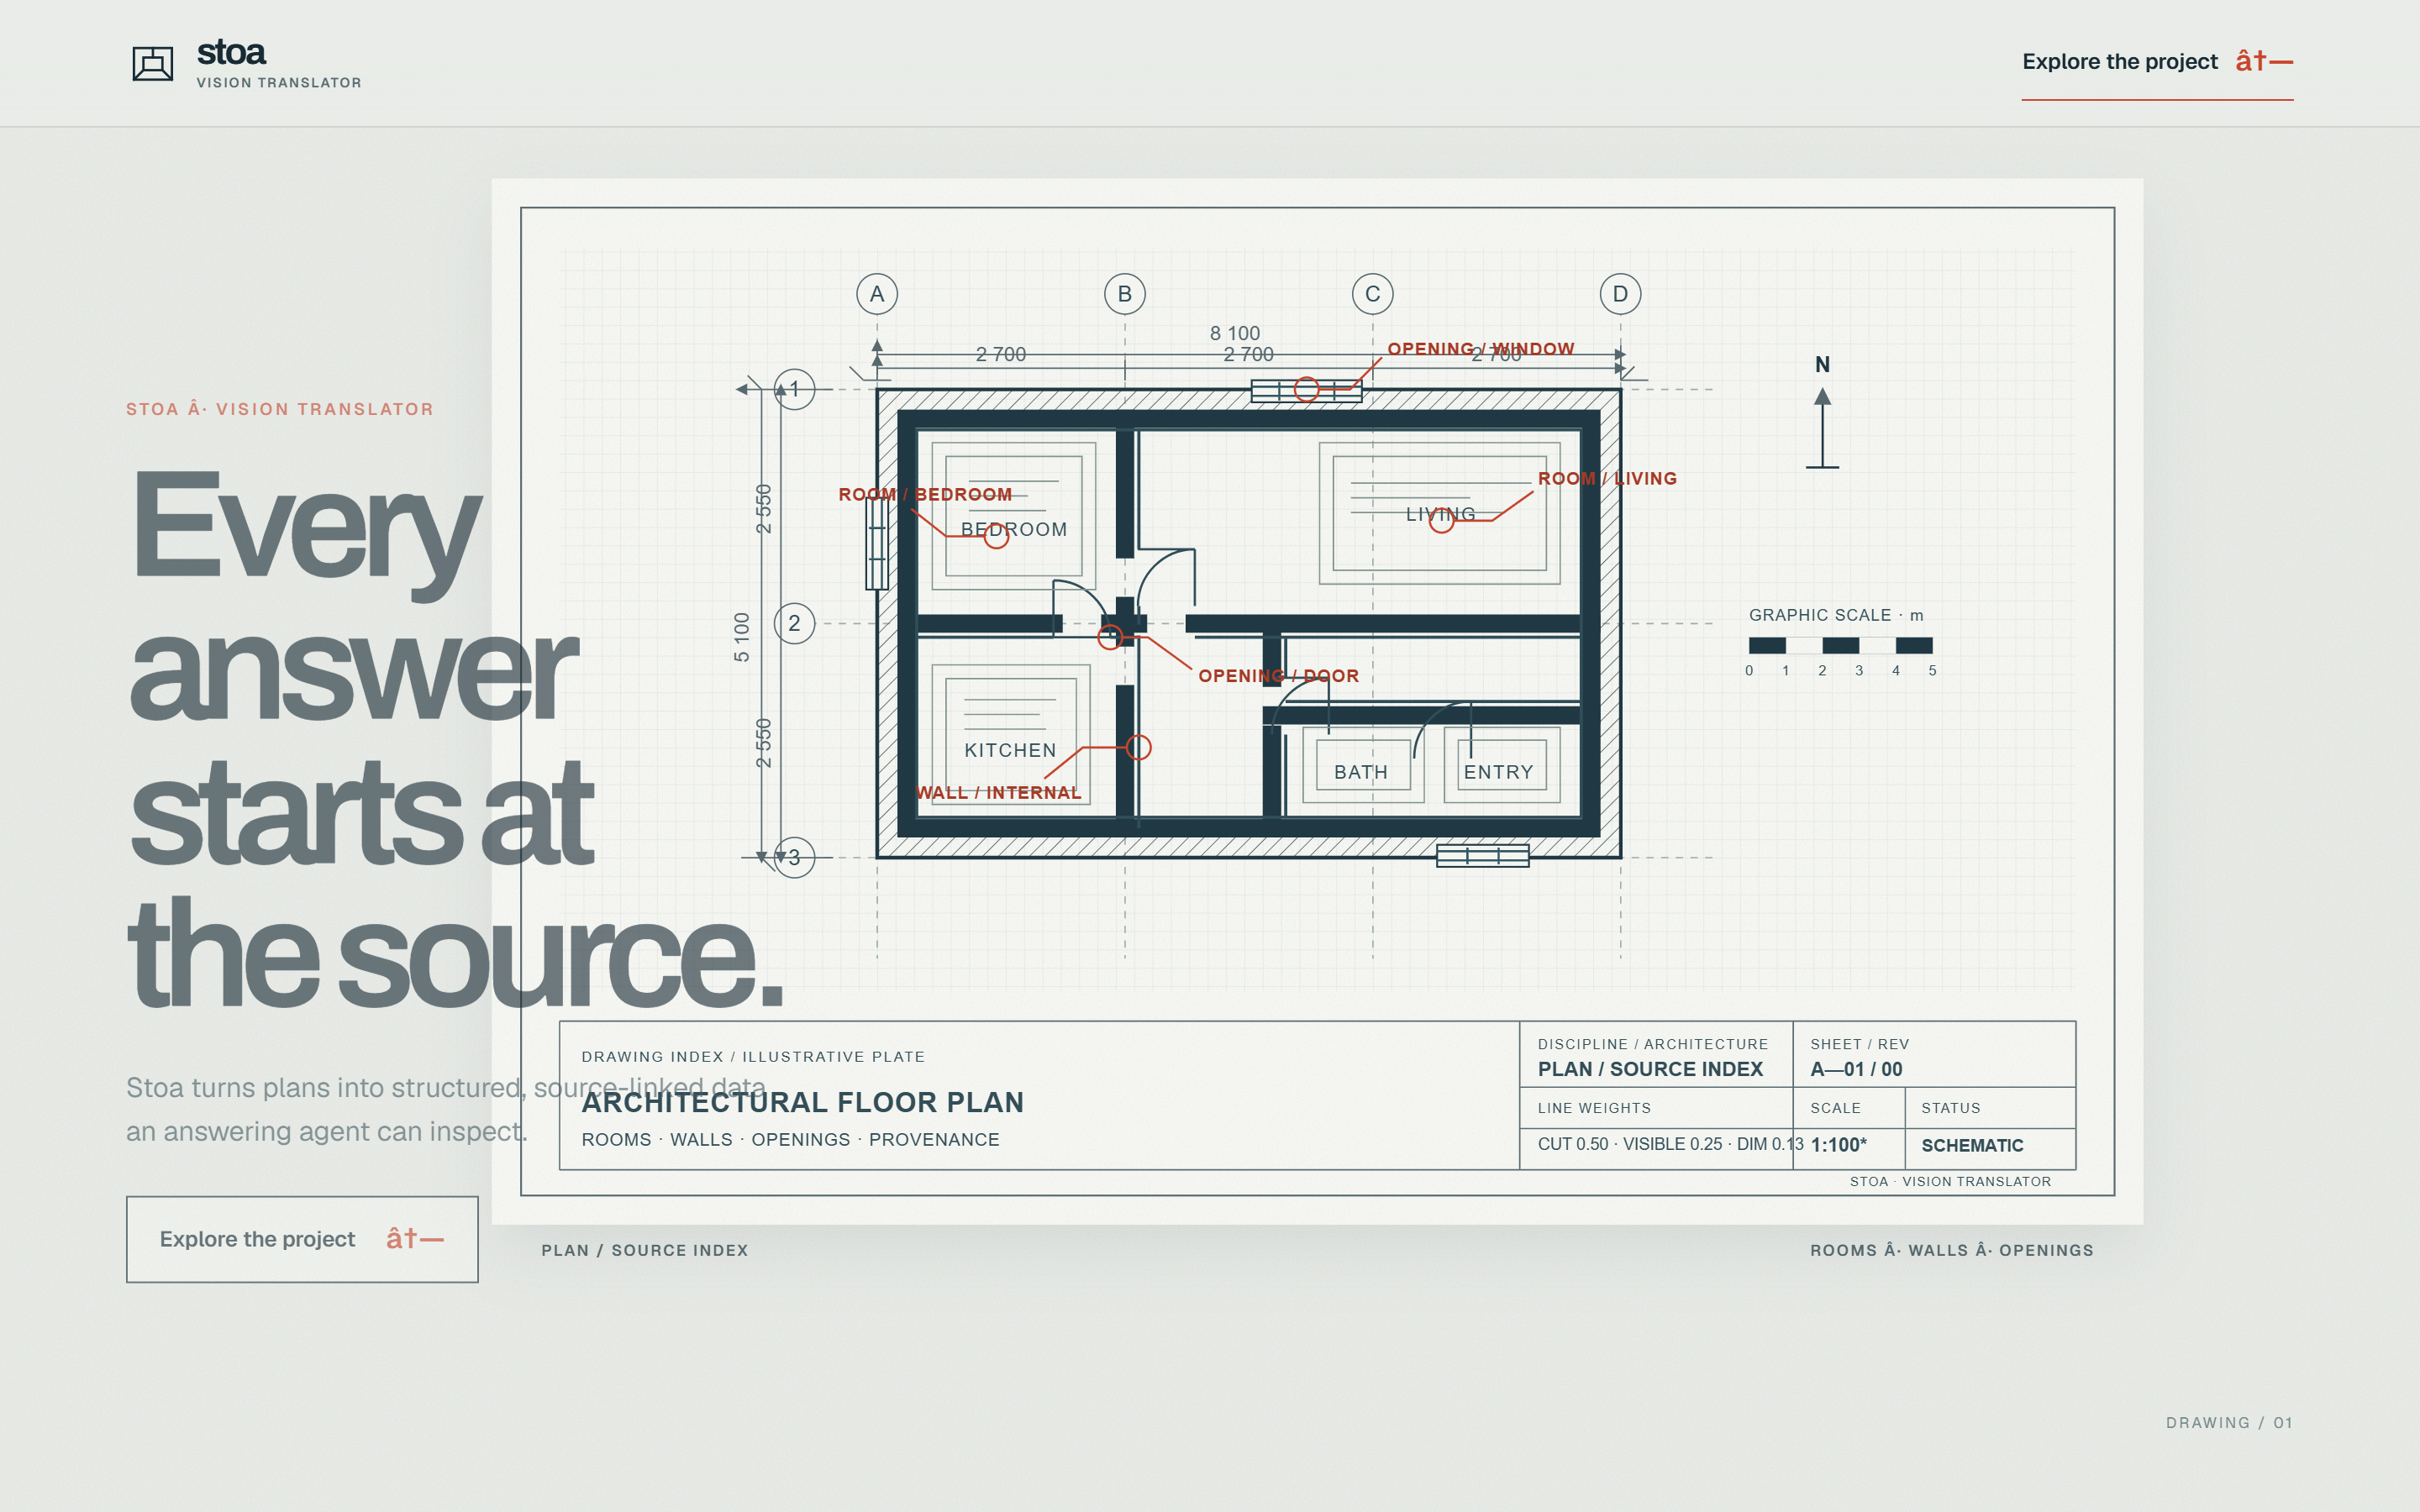 stoa
VISION TRANSLATOR
Explore the project â†—
STOA Â· VISION TRANSLATOR
Every
answer
starts at
the source.
Stoa turns plans into structured, source-linked data
an answering agent can inspect.
Explore the project â†—
A
B
C
D
8 100
2 700
2 700
2 700
OPENING / WINDOW
1
2
3
2 550
5 100
2 550
ROOM / BEDROOM
BEDROOM
ROOM / LIVING
LIVING
OPENING / DOOR
KITCHEN
WALL / INTERNAL
BATH
ENTRY
N
GRAPHIC SCALE · m
0 1 2 3 4 5
DRAWING INDEX / ILLUSTRATIVE PLATE
ARCHITECTURAL FLOOR PLAN
ROOMS · WALLS · OPENINGS · PROVENANCE
DISCIPLINE / ARCHITECTURE
PLAN / SOURCE INDEX
SHEET / REV
A—01 / 00
LINE WEIGHTS
CUT 0.50 · VISIBLE 0.25 · DIM 0.13
SCALE
1:100*
STATUS
SCHEMATIC
STOA · VISION TRANSLATOR
PLAN / SOURCE INDEX
ROOMS Â· WALLS Â· OPENINGS
DRAWING / 01